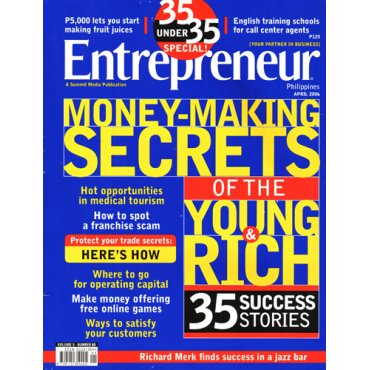 P5,000 lets you start
making fruit juices
35
UNDER
35
SPECIAL!
English training schools
for call center agents
P125
[YOUR PARTNER IN BUSINESS]
Entrepreneur
A Summit Media Publication
Philippines
APRIL 2006
MONEY-MAKING
SECRETS
OF THE
YOUNG
&
RICH
35 SUCCESS
STORIES
Hot opportunities
in medical tourism
How to spot
a franchise scam
Protect your trade secrets:
HERE'S HOW
Where to go
for operating capital
Make money offering
free online games
Ways to satisfy
your customers
Richard Merk finds success in a jazz bar